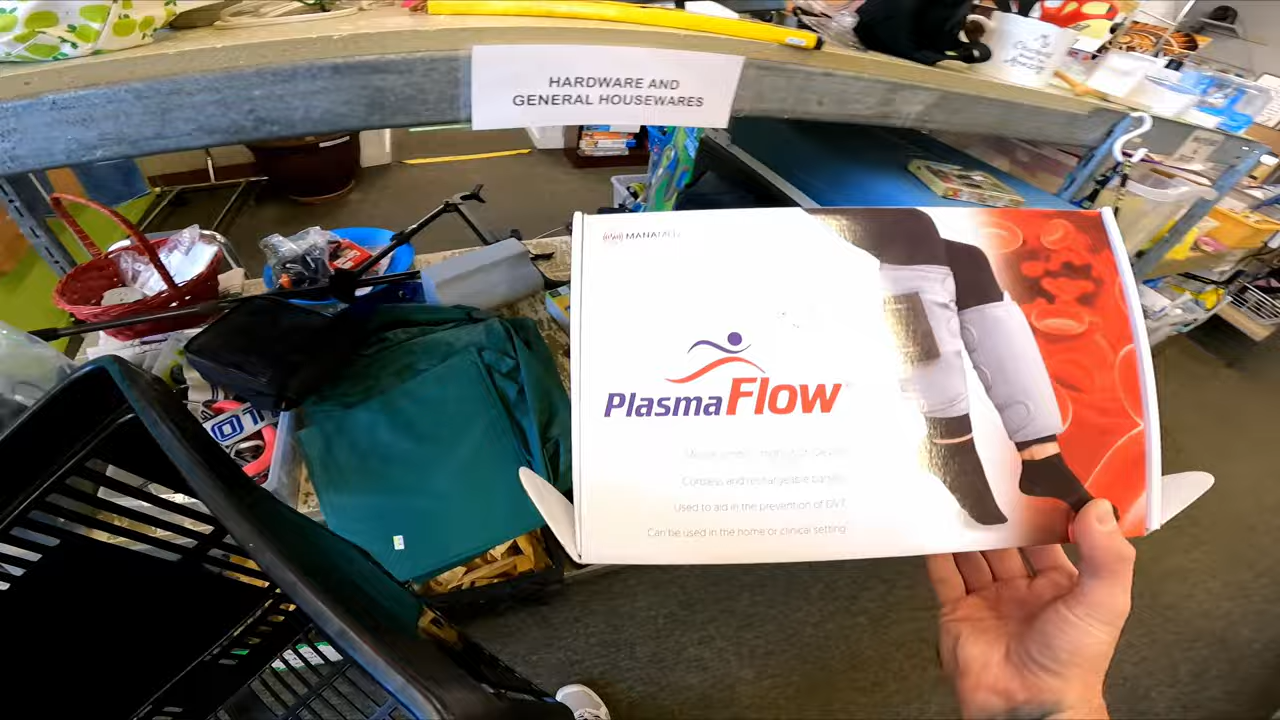 HARDWARE AND
GENERAL HOUSEWARES
MANAMED
PlasmaFlow
Cordless and rechargeable battery
Used to aid in the prevention of DVT
Can be used in the home or clinical setting